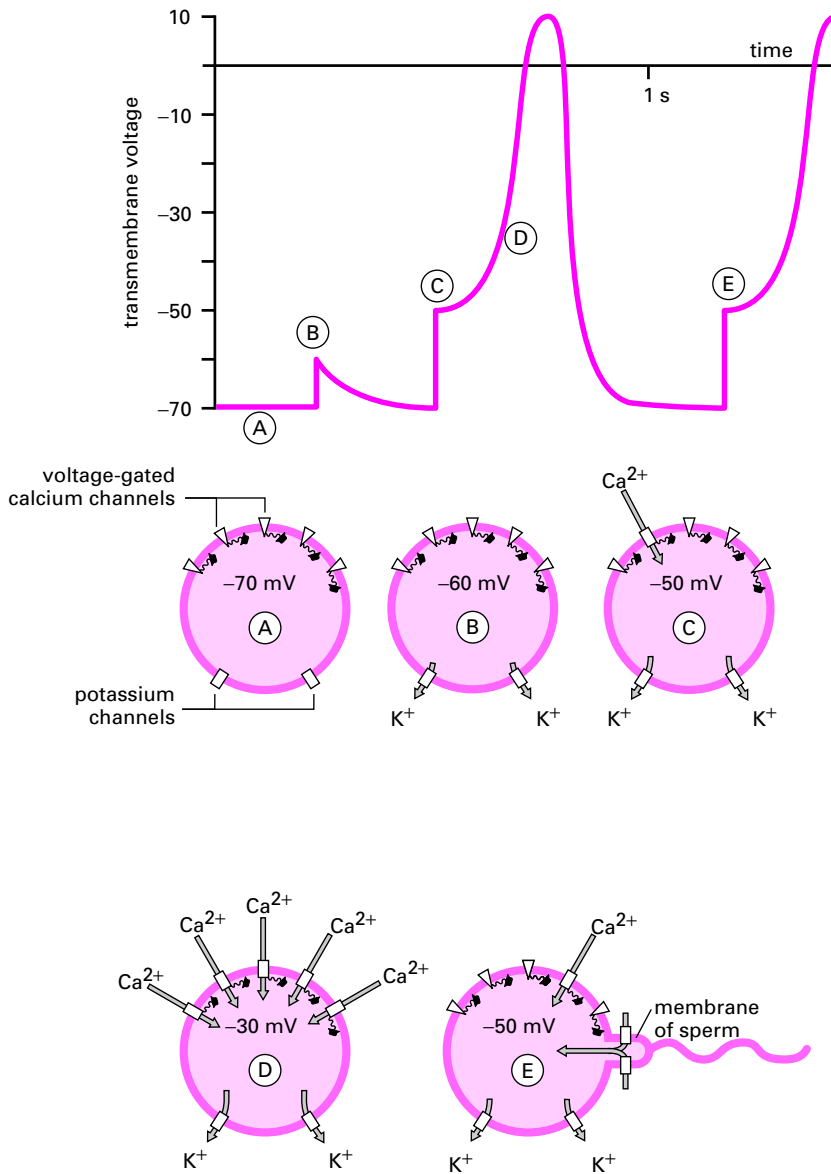 10
time
1 s
−10
−30
−50
−70
transmembrane voltage
A
B
C
D
E
voltage-gated
calcium channels
−70 mV
A
potassium
channels
−60 mV
B
K⁺
K⁺
Ca²⁺
−50 mV
C
K⁺
K⁺
Ca²⁺
Ca²⁺
Ca²⁺
Ca²⁺
Ca²⁺
−30 mV
D
K⁺
K⁺
Ca²⁺
−50 mV
E
membrane
of sperm
K⁺
K⁺